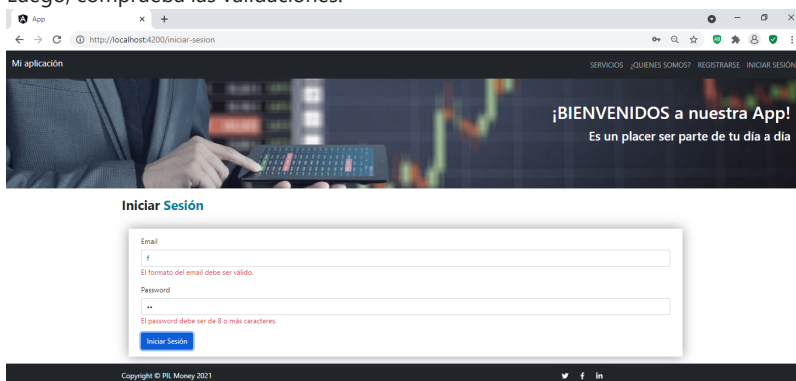 Luego, comprueba las validaciones.
App
http://localhost:4200/iniciar-sesion
Mi aplicación
SERVICIOS ¿QUIENES SOMOS? REGISTRARSE INICIAR SESIÓN
¡BIENVENIDOS a nuestra App!
Es un placer ser parte de tu día a día
Iniciar Sesión
Email
f
El formato del email debe ser válido.
Password
••
El password debe ser de 8 o más caracteres.
Iniciar Sesión
Copyright © PIL Money 2021